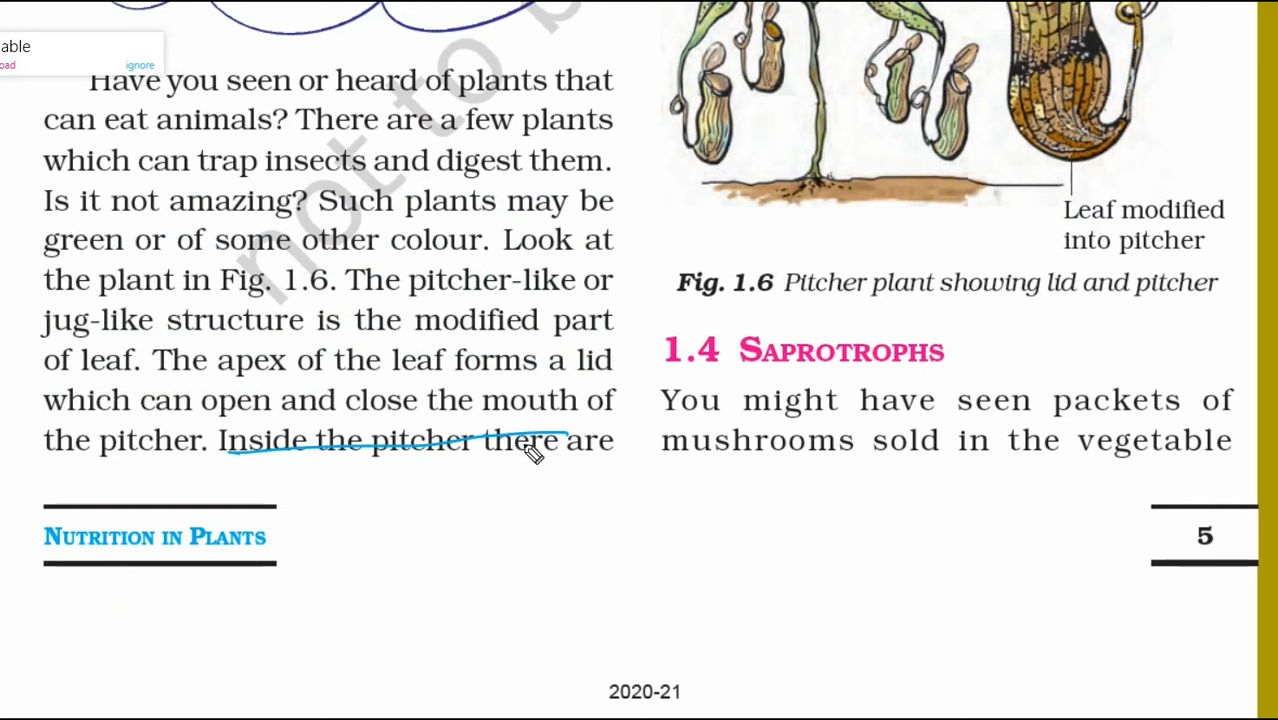 able
oad ignore
Have you seen or heard of plants that
can eat animals? There are a few plants
which can trap insects and digest them.
Is it not amazing? Such plants may be
green or of some other colour. Look at
the plant in Fig. 1.6. The pitcher-like or
jug-like structure is the modified part
of leaf. The apex of the leaf forms a lid
which can open and close the mouth of
the pitcher. Inside the pitcher there are
not to b
Leaf modified
into pitcher
Fig. 1.6 Pitcher plant showing lid and pitcher
1.4 SAPROTROPHS
You might have seen packets of
mushrooms sold in the vegetable
NUTRITION IN PLANTS
5
2020-21